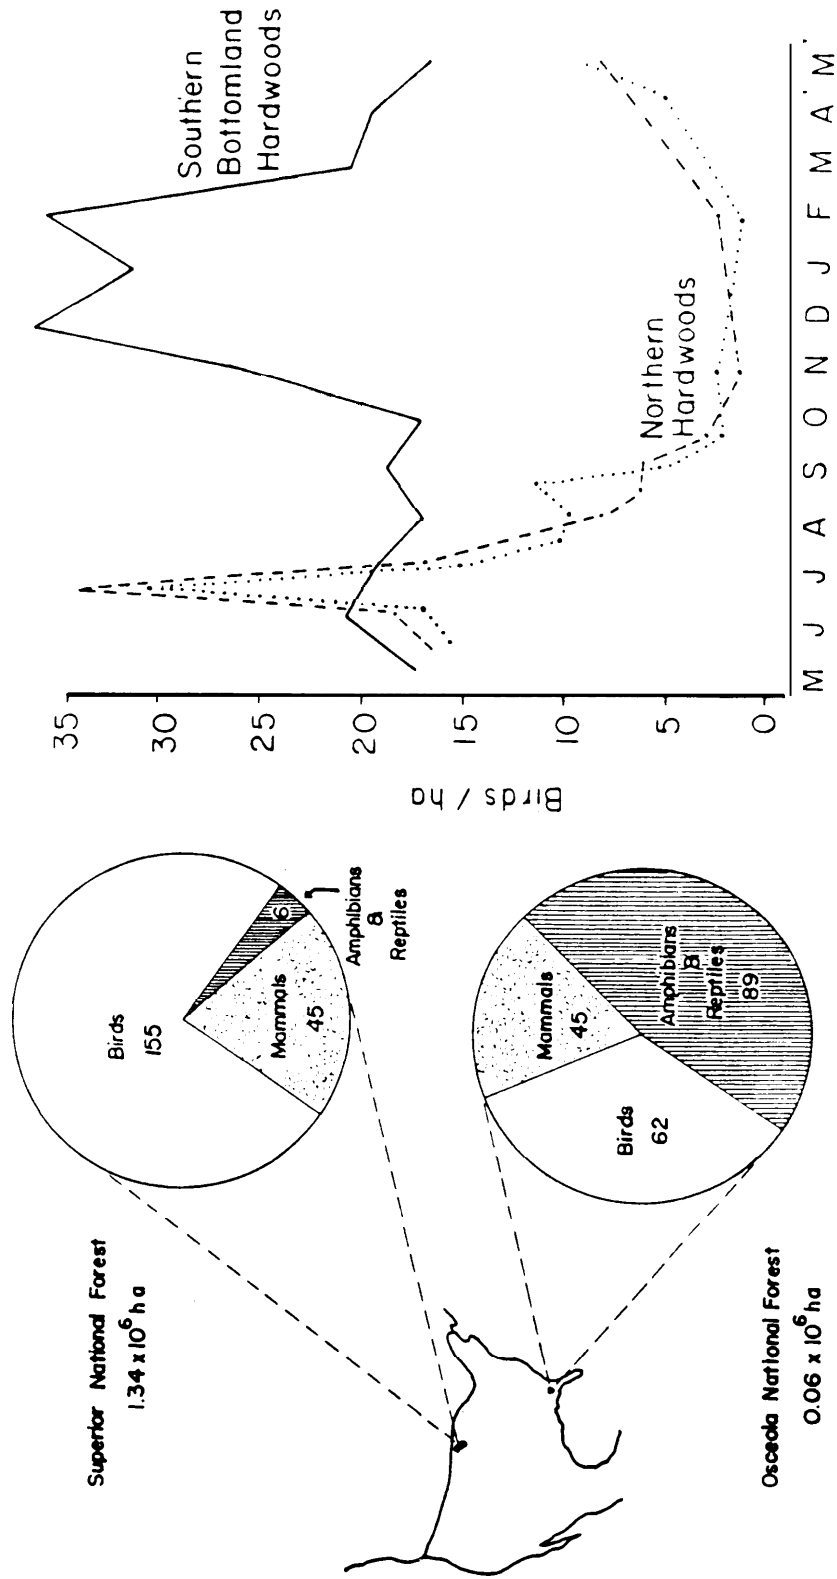 Superior National Forest
1.34 x 10⁶ ha
Birds
155
6
Mammals
45
Amphibians
&
Reptiles
Osceola National Forest
0.06 x 10⁶ ha
Mammals
45
Birds
62
Amphibians
&
Reptiles
89
Birds / ha
35
30
25
20
15
10
5
0
Southern
Bottomland
Hardwoods
Northern
Hardwoods
M J J A S O N D J F M A M